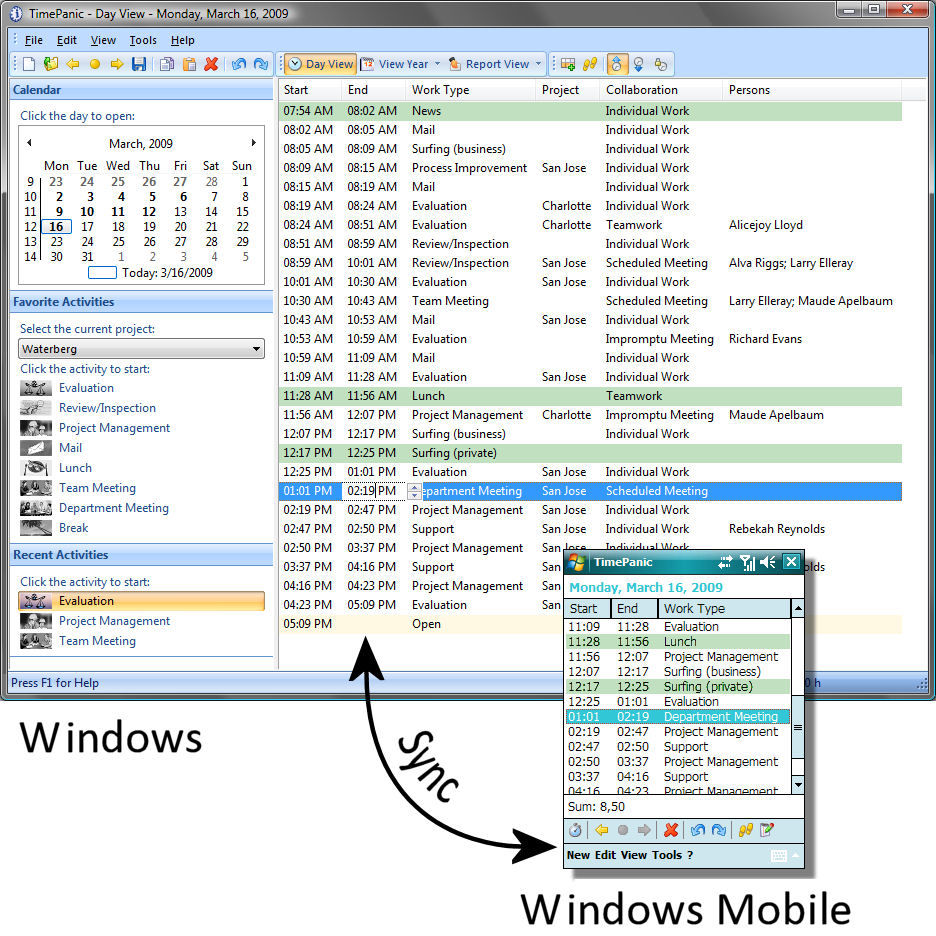 TimePanic - Day View - Monday, March 16, 2009
File Edit View Tools Help
Day View View Year Report View
Calendar
Click the day to open:
March, 2009
Mon Tue Wed Thu Fri Sat Sun
9 23 24 25 26 27 28 1
10 2 3 4 5 6 7 8
11 9 10 11 12 13 14 15
12 16 17 18 19 20 21 22
13 23 24 25 26 27 28 29
14 30 31 1 2 3 4 5
Today: 3/16/2009
Favorite Activities
Select the current project:
Waterberg
Click the activity to start:
Evaluation
Review/Inspection
Project Management
Mail
Lunch
Team Meeting
Department Meeting
Break
Recent Activities
Click the activity to start:
Evaluation
Project Management
Team Meeting
Start End Work Type Project Collaboration Persons
07:54 AM 08:02 AM News Individual Work
08:02 AM 08:05 AM Mail Individual Work
08:05 AM 08:09 AM Surfing (business) Individual Work
08:09 AM 08:15 AM Process Improvement San Jose Individual Work
08:15 AM 08:19 AM Mail Individual Work
08:19 AM 08:24 AM Evaluation Charlotte Individual Work
08:24 AM 08:51 AM Evaluation Charlotte Teamwork Alicejoy Lloyd
08:51 AM 08:59 AM Review/Inspection Individual Work
08:59 AM 10:01 AM Review/Inspection San Jose Scheduled Meeting Alva Riggs; Larry Elleray
10:01 AM 10:30 AM Evaluation Individual Work
10:30 AM 10:43 AM Team Meeting Scheduled Meeting Larry Elleray; Maude Apelbaum
10:43 AM 10:53 AM Mail San Jose Individual Work
10:53 AM 10:59 AM Evaluation Impromptu Meeting Richard Evans
10:59 AM 11:09 AM Mail Individual Work
11:09 AM 11:28 AM Evaluation San Jose Individual Work
11:28 AM 11:56 AM Lunch Teamwork
11:56 AM 12:07 PM Project Management Charlotte Impromptu Meeting Maude Apelbaum
12:07 PM 12:17 PM Surfing (business) Individual Work
12:17 PM 12:25 PM Surfing (private)
12:25 PM 01:01 PM Evaluation San Jose Individual Work
01:01 PM 02:19 PM epartment Meeting San Jose Scheduled Meeting
02:19 PM 02:47 PM Project Management San Jose Individual Work
02:47 PM 02:50 PM Support San Jose Individual Work Rebekah Reynolds
02:50 PM 03:37 PM Project Management San Jose Individual Work
03:37 PM 04:16 PM Support San
04:16 PM 04:23 PM Project Management San
04:23 PM 05:09 PM Evaluation San
05:09 PM Open
Press F1 for Help
0 h
TimePanic
Monday, March 16, 2009
Start End Work Type
11:09 11:28 Evaluation
11:28 11:56 Lunch
11:56 12:07 Project Management
12:07 12:17 Surfing (business)
12:17 12:25 Surfing (private)
12:25 01:01 Evaluation
01:01 02:19 Department Meeting
02:19 02:47 Project Management
02:47 02:50 Support
02:50 03:37 Project Management
03:37 04:16 Support
04:16 04:23 Project Management
Sum: 8,50
New Edit View Tools ?
Windows
Sync
Windows Mobile